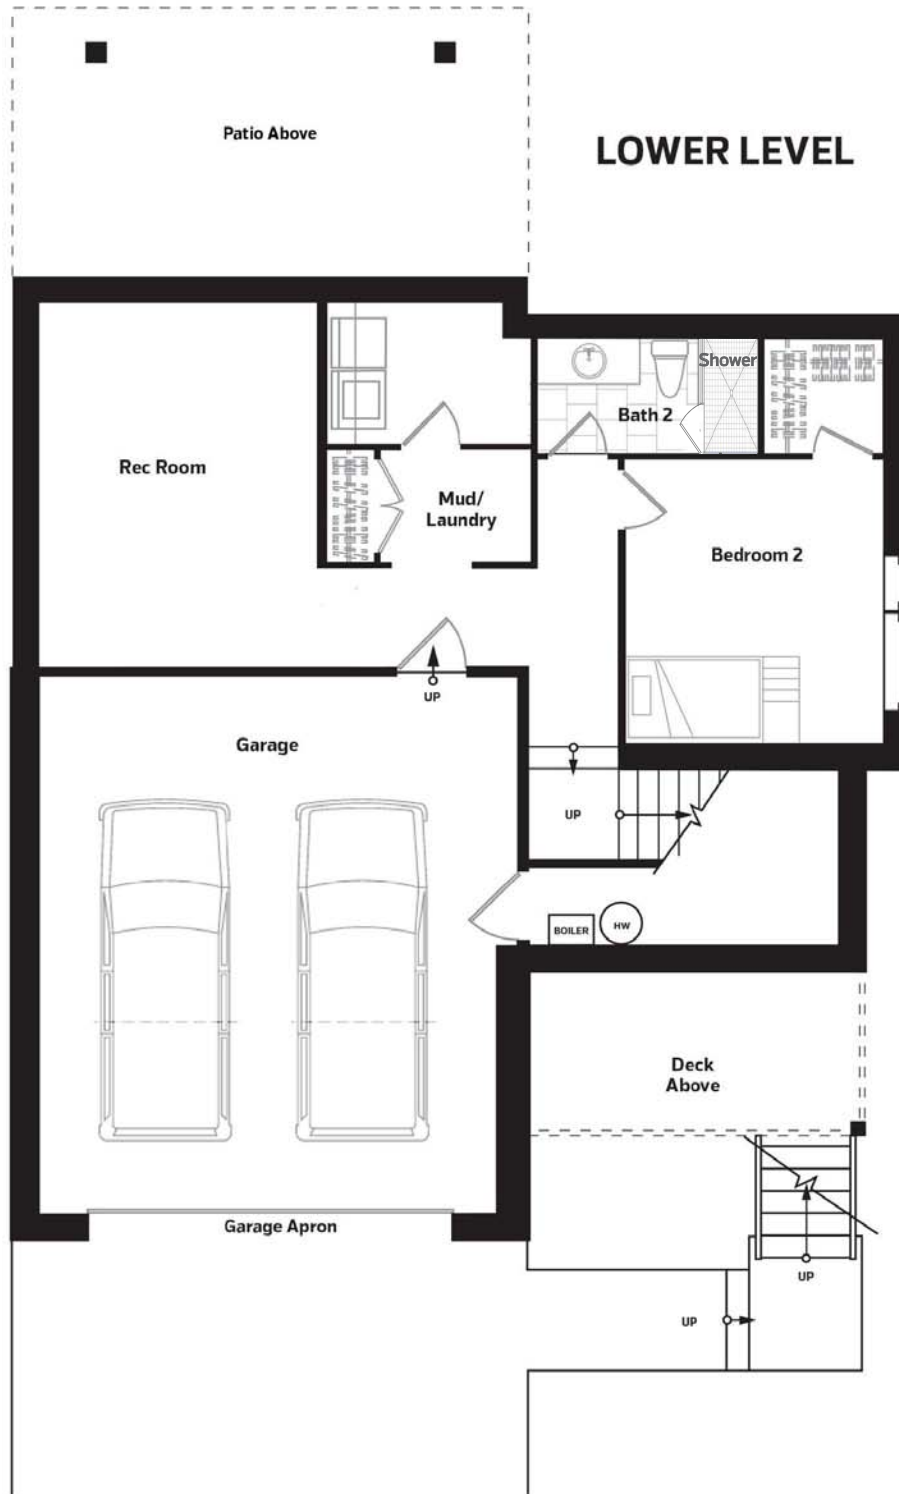 Patio Above
LOWER LEVEL
Shower
Bath 2
Rec Room
Mud/
Laundry
Bedroom 2
UP
Garage
UP
BOILER
HW
Deck
Above
Garage Apron
UP
UP